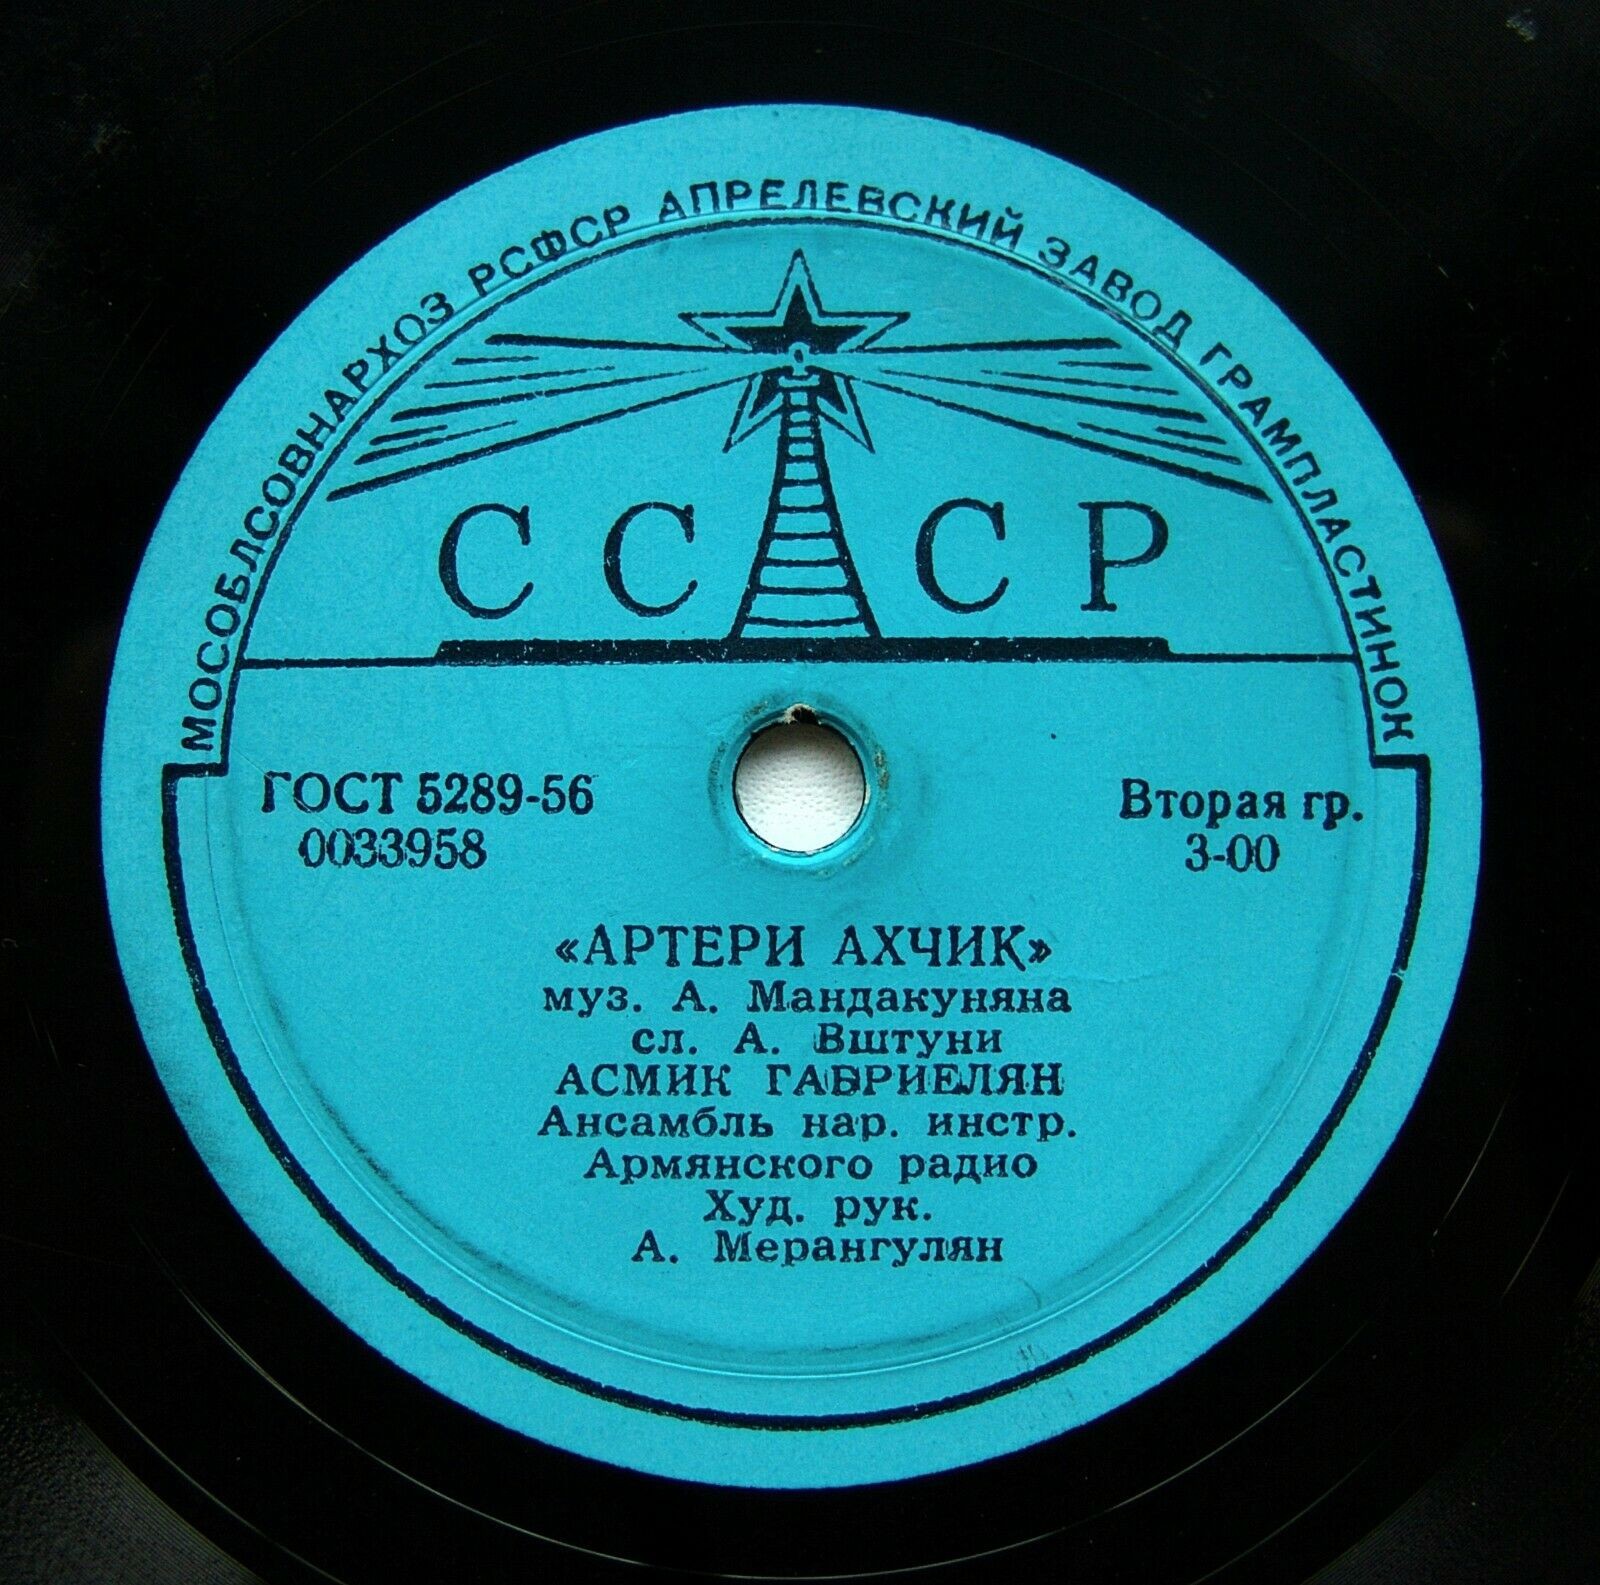 МОСОБЛСОВНАРХОЗ РСФСР АПРЕЛЕВСКИЙ ЗАВОД ГРАМПЛАСТИНОК
СССР
ГОСТ 5289-56
0033958
Вторая гр.
3-00
«АРТЕРИ АХЧИК»
муз. А. Мандакуняна
сл. А. Вштуни
АСМИК ГАБРИЕЛЯН
Ансамбль нар. инстр.
Армянского радио
Худ. рук.
А. Мерангулян